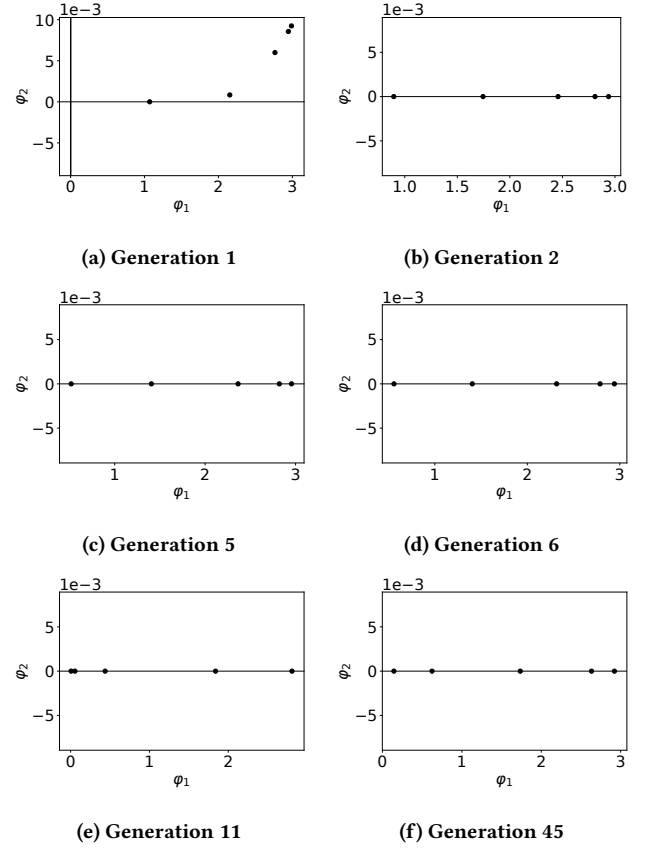 1e−3
10
5
0
−5
φ₂
0 1 2 3
φ₁
(a) Generation 1
1e−3
5
0
−5
φ₂
1.0 1.5 2.0 2.5 3.0
φ₁
(b) Generation 2
1e−3
5
0
−5
φ₂
1 2 3
φ₁
(c) Generation 5
1e−3
5
0
−5
φ₂
1 2 3
φ₁
(d) Generation 6
1e−3
5
0
−5
φ₂
0 1 2
φ₁
(e) Generation 11
1e−3
5
0
−5
φ₂
0 1 2 3
φ₁
(f) Generation 45